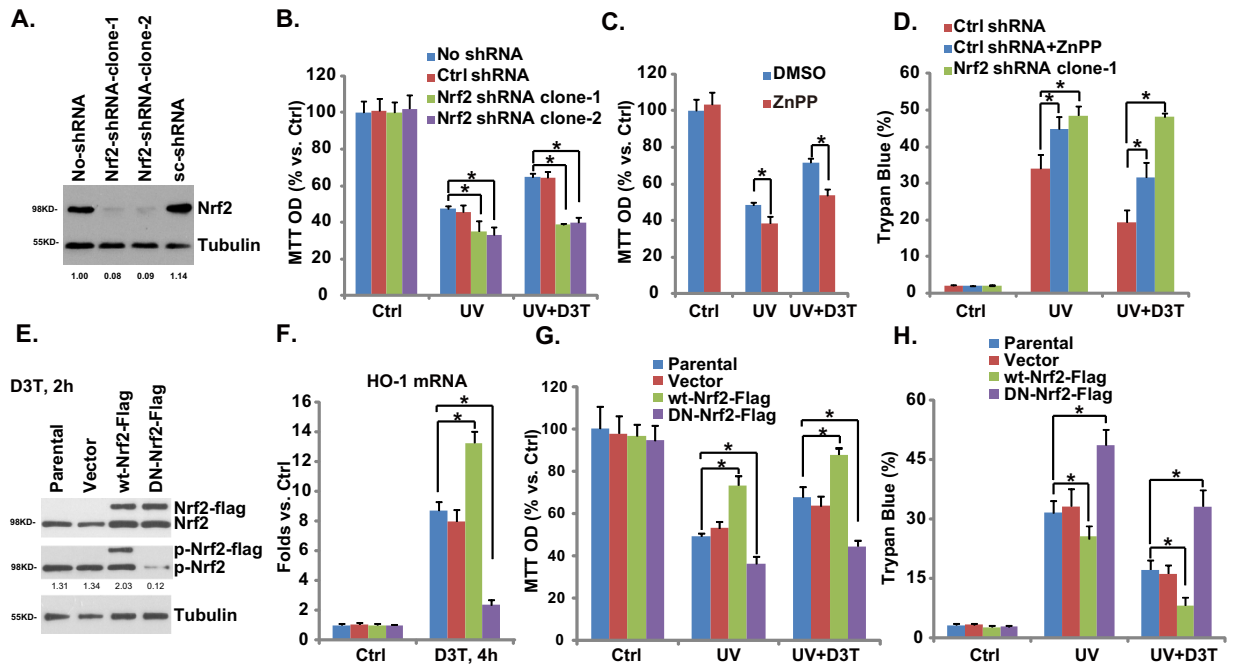 A.
No-shRNA
Nrf2-shRNA-clone-1
Nrf2-shRNA-clone-2
sc-shRNA
98KD-
Nrf2
55KD-
Tubulin
1.00 0.08 0.09 1.14
B.
No shRNA
Ctrl shRNA
Nrf2 shRNA clone-1
Nrf2 shRNA clone-2
MTT OD (% vs. Ctrl)
120
100
80
60
40
20
0
* * * *
Ctrl UV UV+D3T
C.
DMSO
ZnPP
MTT OD (% vs. Ctrl)
120
100
80
60
40
20
0
* *
Ctrl UV UV+D3T
D.
Ctrl shRNA
Ctrl shRNA+ZnPP
Nrf2 shRNA clone-1
Trypan Blue (%)
60
50
40
30
20
10
0
* * * *
Ctrl UV UV+D3T
E.
D3T, 2h
Parental
Vector
wt-Nrf2-Flag
DN-Nrf2-Flag
Nrf2-flag
98KD-
Nrf2
p-Nrf2-flag
98KD-
p-Nrf2
1.31 1.34 2.03 0.12
55KD-
Tubulin
F.
HO-1 mRNA
Folds vs. Ctrl
16
14
12
10
8
6
4
2
0
* *
Ctrl D3T, 4h
G.
Parental
Vector
wt-Nrf2-Flag
DN-Nrf2-Flag
MTT OD (% vs. Ctrl)
120
100
80
60
40
20
0
* * * *
Ctrl UV UV+D3T
H.
Parental
Vector
wt-Nrf2-Flag
DN-Nrf2-Flag
Trypan Blue (%)
60
45
30
15
0
* * * *
Ctrl UV UV+D3T